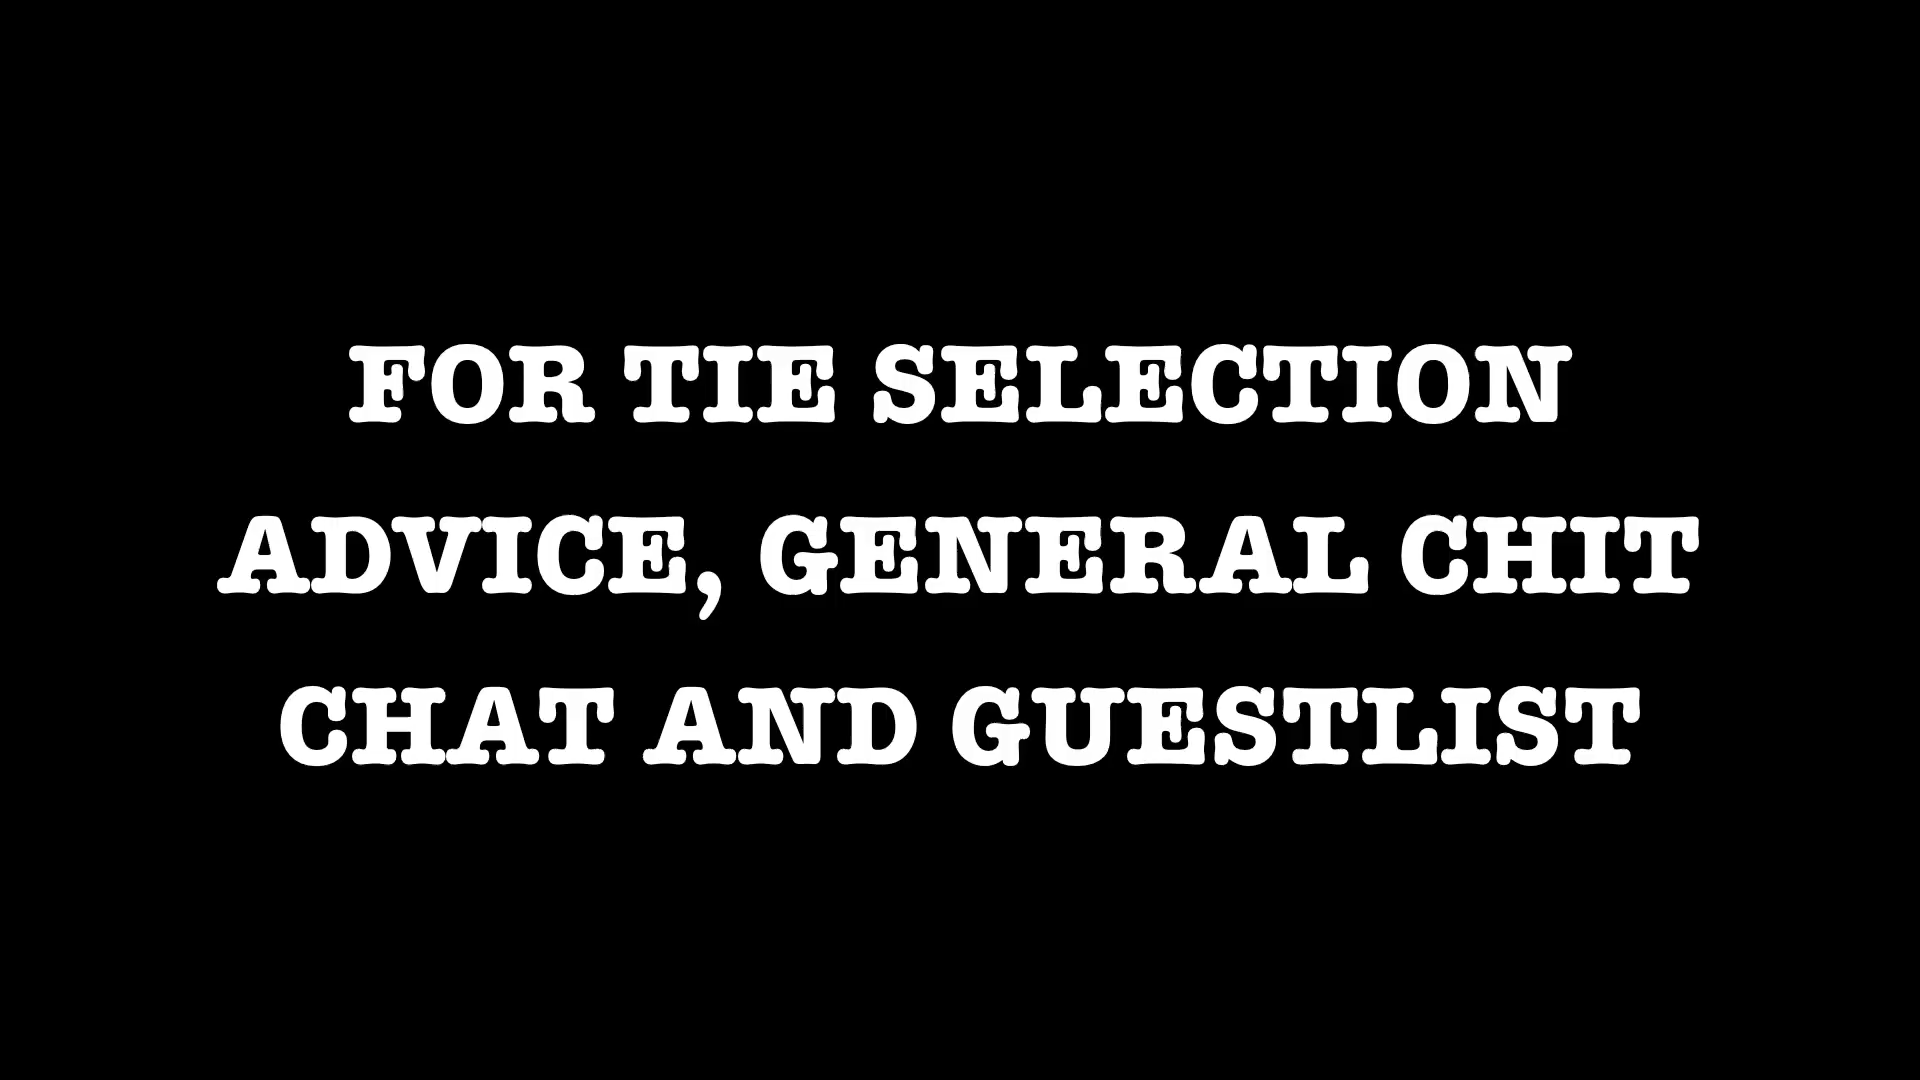 FOR TIE SELECTION
ADVICE, GENERAL CHIT
CHAT AND GUESTLIST